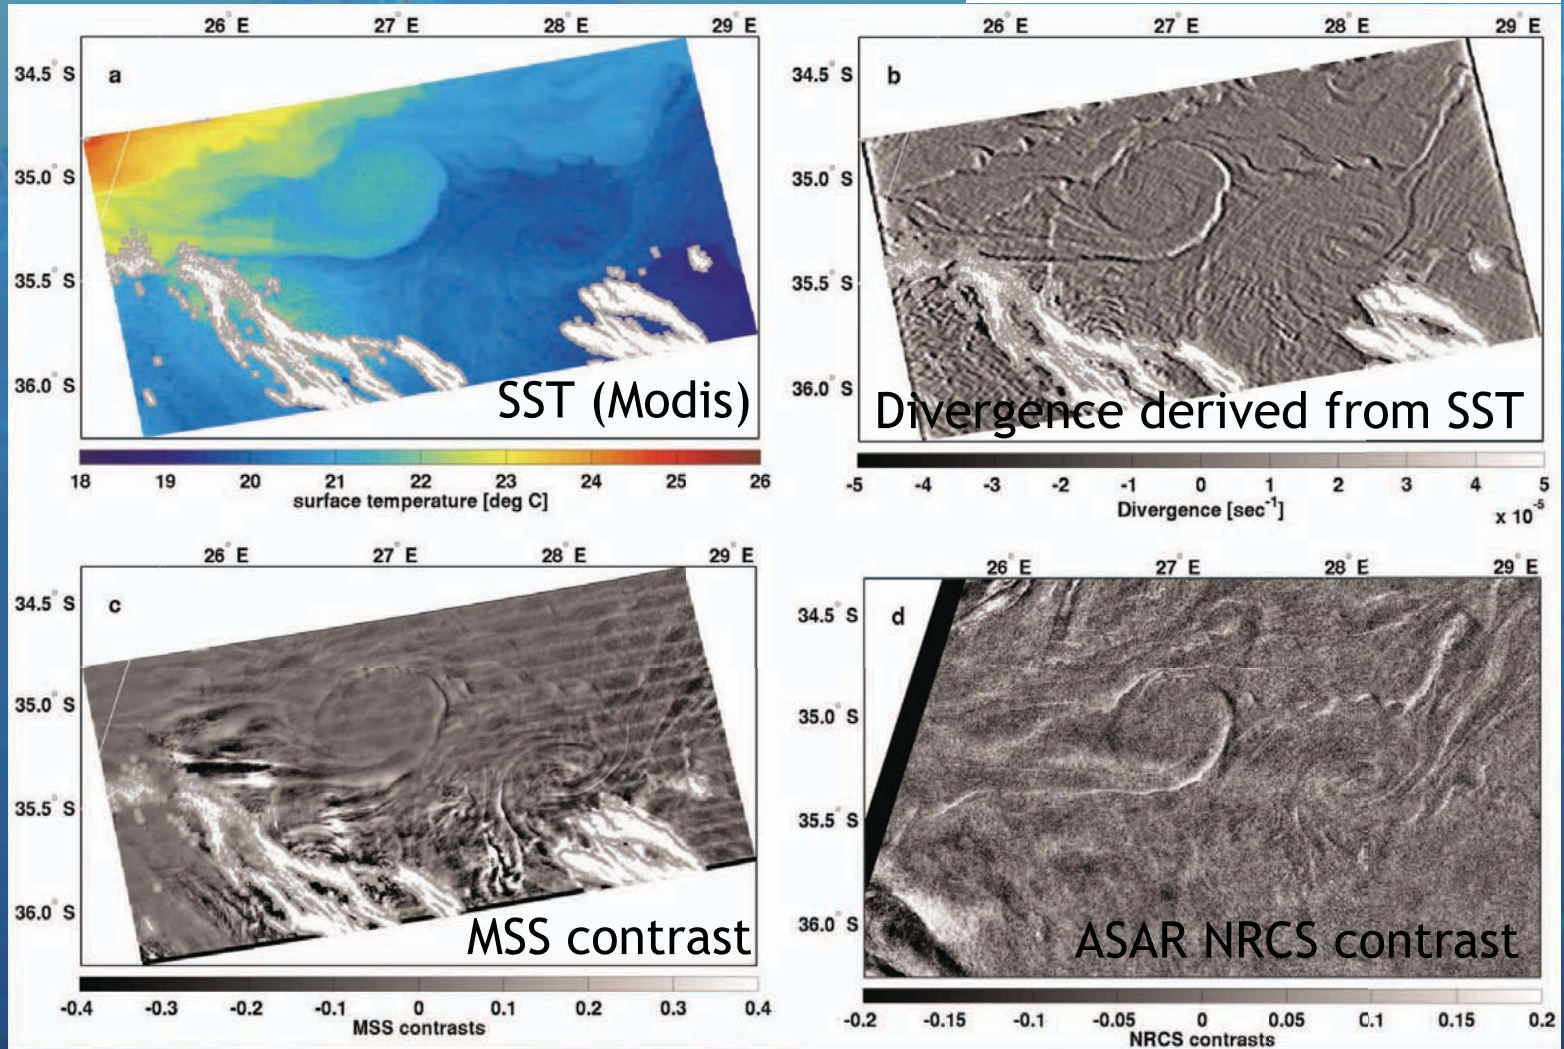 26° E 27° E 28° E 29° E
a
34.5° S
35.0° S
35.5° S
36.0° S
SST (Modis)
18 19 20 21 22 23 24 25 26
surface temperature [deg C]
26° E 27° E 28° E 29° E
b
34.5° S
35.0° S
35.5° S
36.0° S
Divergence derived from SST
-5 -4 -3 -2 -1 0 1 2 3 4 5
Divergence [sec⁻¹]
x 10⁻⁵
26° E 27° E 28° E 29° E
c
34.5° S
35.0° S
35.5° S
36.0° S
MSS contrast
-0.4 -0.3 -0.2 -0.1 0 0.1 0.2 0.3 0.4
MSS contrasts
26° E 27° E 28° E 29° E
d
34.5° S
35.0° S
35.5° S
36.0° S
ASAR NRCS contrast
-0.2 -0.15 -0.1 -0.05 0 0.05 0.1 0.15 0.2
NRCS contrasts